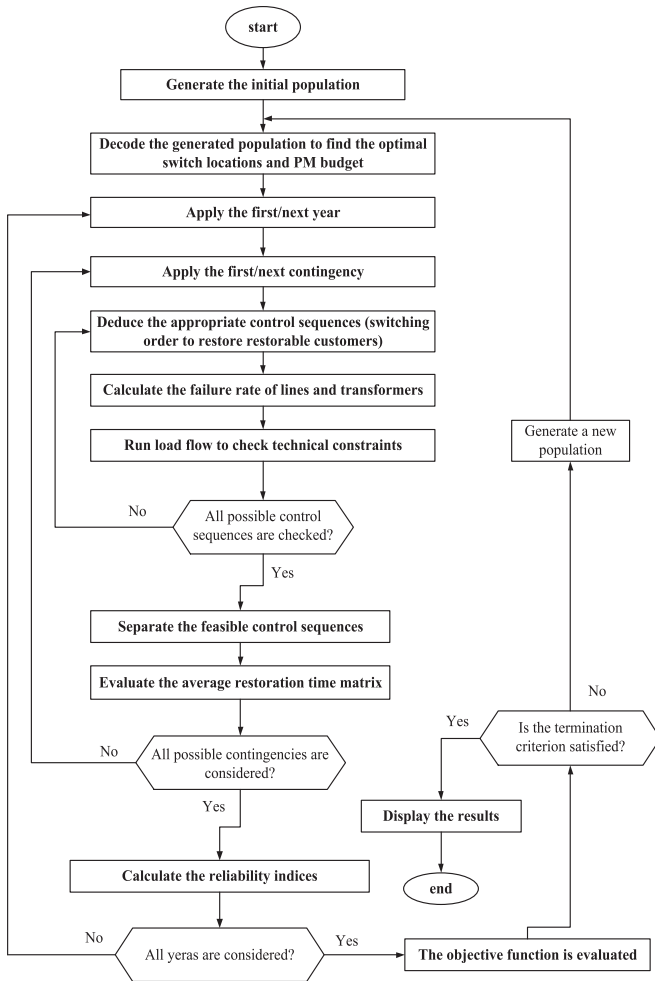 start
Generate the initial population
Decode the generated population to find the optimal
switch locations and PM budget
Apply the first/next year
Apply the first/next contingency
Deduce the appropriate control sequences (switching
order to restore restorable customers)
Calculate the failure rate of lines and transformers
Run load flow to check technical constraints
Generate a new
population
No
All possible control
sequences are checked?
Yes
Separate the feasible control sequences
Evaluate the average restoration time matrix
No
Yes
Is the termination
criterion satisfied?
No
All possible contingencies are
considered?
Yes
Display the results
Calculate the reliability indices
end
No
All yeras are considered?
Yes
The objective function is evaluated